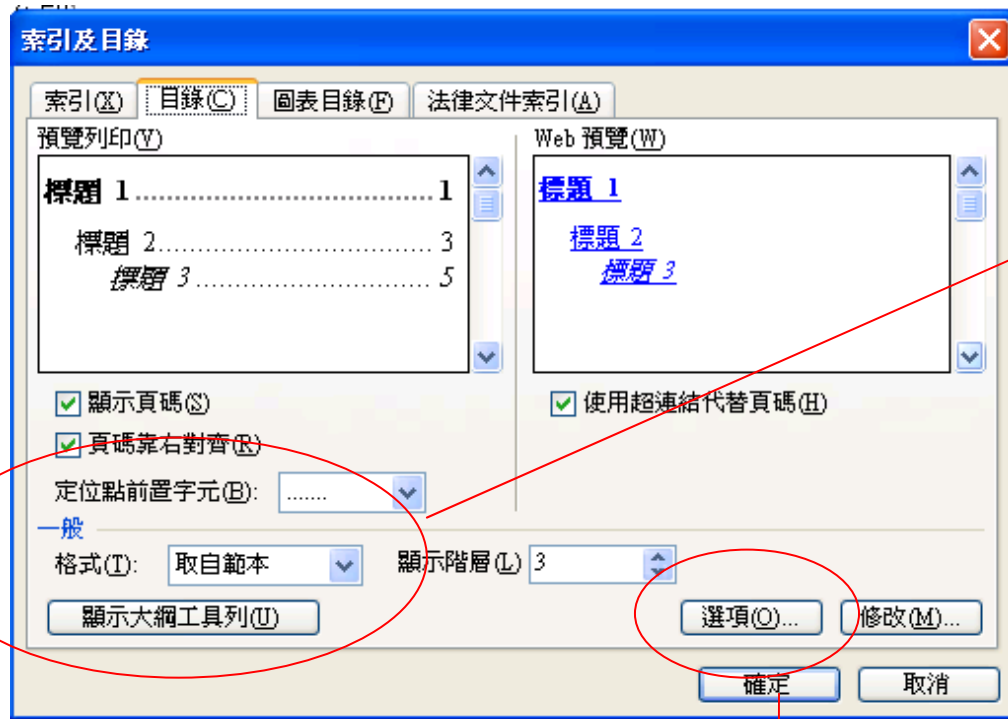 索引及目錄
索引(X) 目錄(C) 圖表目錄(F) 法律文件索引(A)
預覽列印(V)
標題 1....................................1
標題 2.................................. 3
標題 3............................. 5
Web 預覽(W)
標題 1
標題 2
標題 3
顯示頁碼(S)
頁碼靠右對齊(R)
使用超連結代替頁碼(H)
定位點前置字元(B): .......
一般
格式(T): 取自範本 顯示階層(L) 3
顯示大綱工具列(U) 選項(O)... 修改(M)...
確定 取消